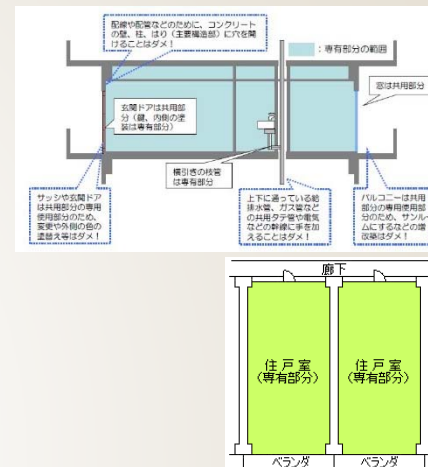 配線や配管などのために、コンクリート
の壁、柱、はり（主要構造部）に穴を開
けることはダメ！
：専有部分の範囲
窓は共用部分
玄関ドアは共用部
分（鍵、内側の塗
装は専有部分）
横引きの枝管
は専有部分
サッシや玄関ドア
は共用部分の専用
使用部分のため、
変更や外側の色の
塗替え等はダメ！
上下に通っている給
排水管、ガス管など
の共用タテ管や電気
などの幹線に手を加
えることはダメ！
バルコニーは共用
部分の専用使用部
分のため、サンルー
ムにするなどの増
改築はダメ！
廊下
住戸室
（専有部分）
住戸室
（専有部分）
ベランダ
ベランダ